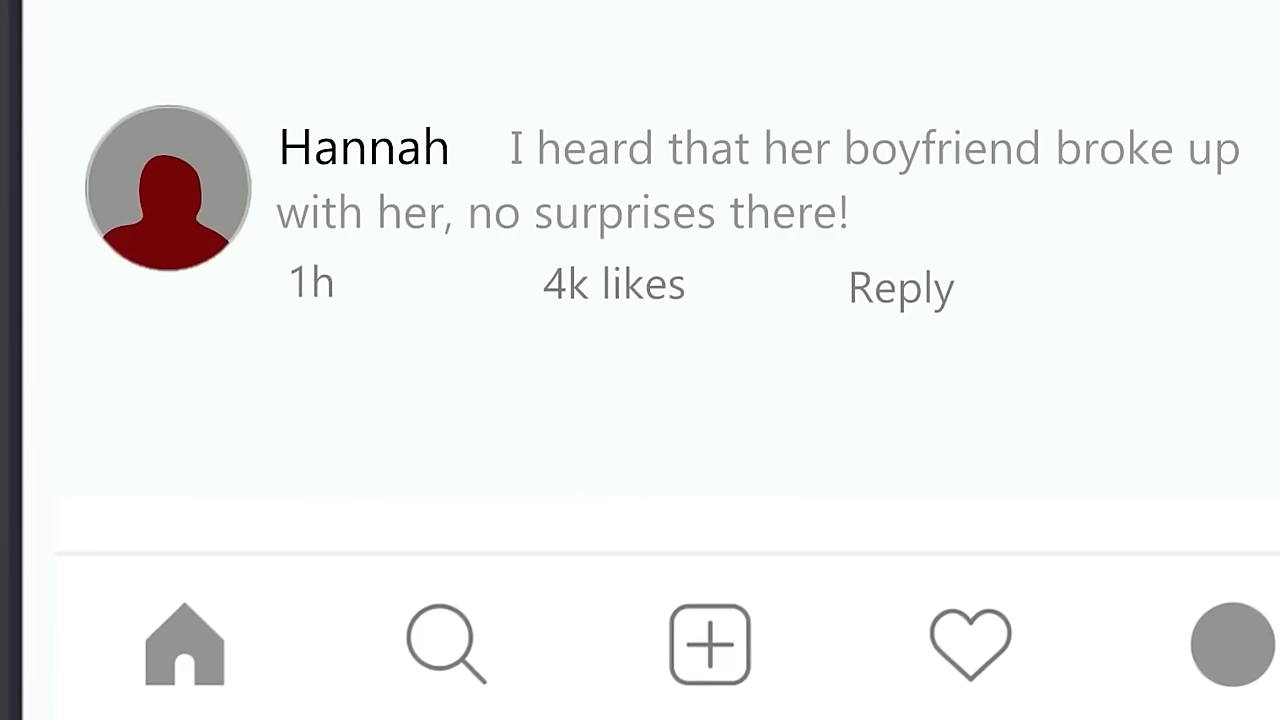 Hannah I heard that her boyfriend broke up
with her, no surprises there!
1h 4k likes Reply